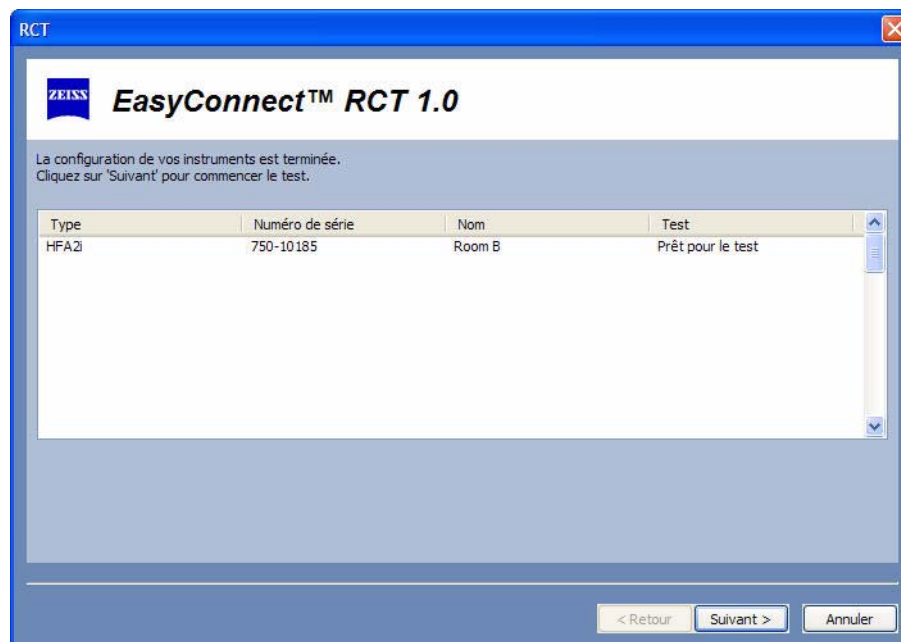 RCT
ZEISS
EasyConnect™ RCT 1.0
La configuration de vos instruments est terminée.
Cliquez sur 'Suivant' pour commencer le test.
Type Numéro de série Nom Test
HFA2i 750-10185 Room B Prêt pour le test
< Retour Suivant > Annuler